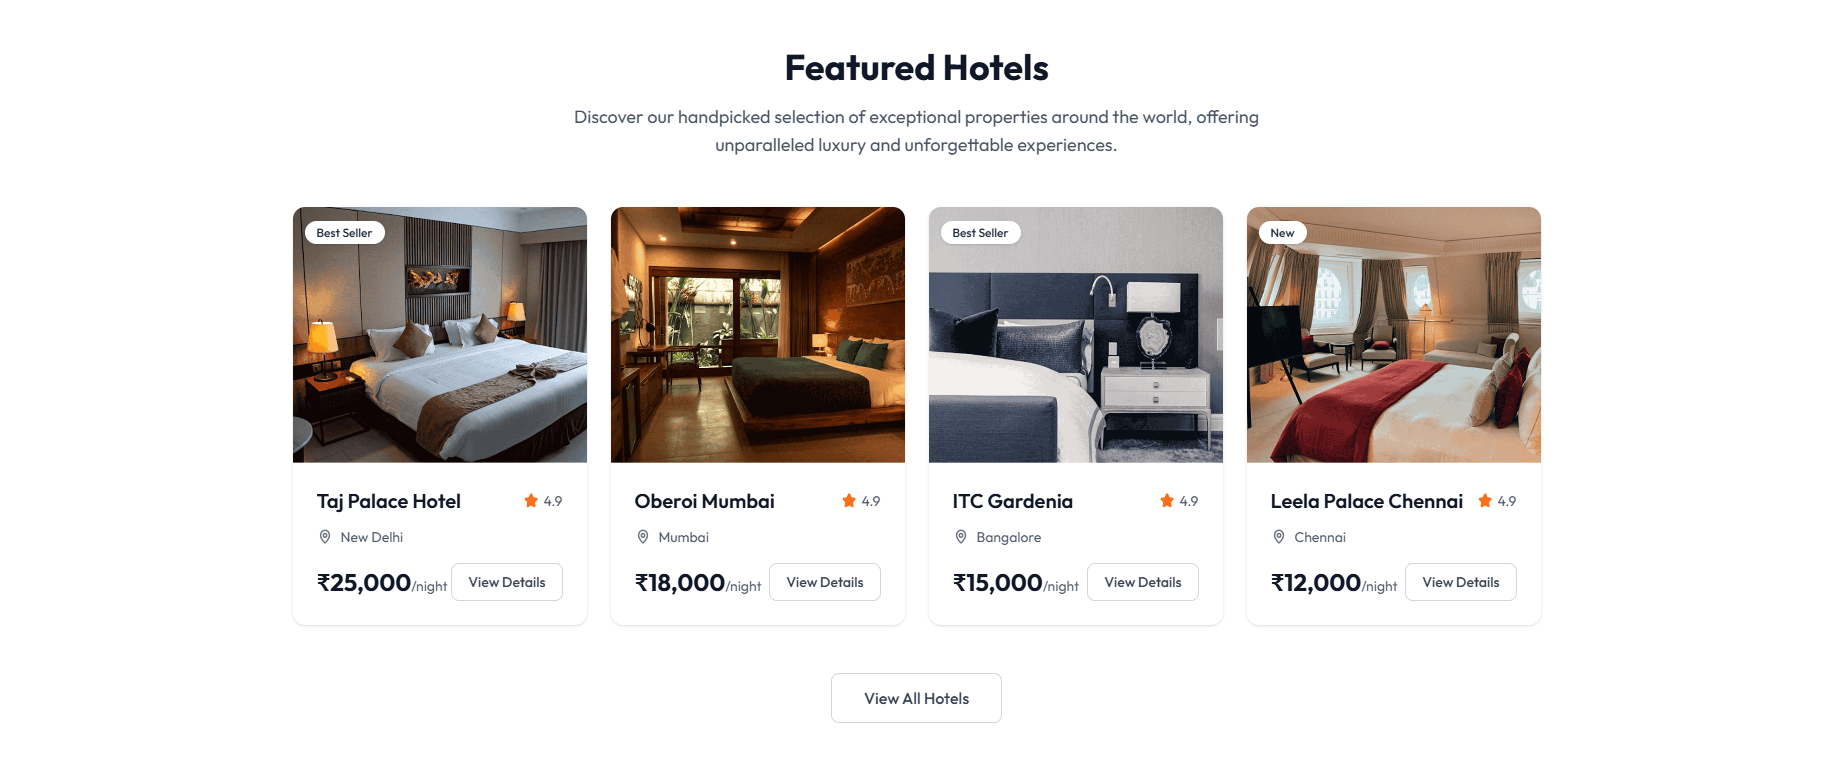 Featured Hotels
Discover our handpicked selection of exceptional properties around the world, offering
unparalleled luxury and unforgettable experiences.
Best Seller
Taj Palace Hotel 4.9
New Delhi
₹25,000/night View Details
Oberoi Mumbai 4.9
Mumbai
₹18,000/night View Details
Best Seller
ITC Gardenia 4.9
Bangalore
₹15,000/night View Details
New
Leela Palace Chennai 4.9
Chennai
₹12,000/night View Details
View All Hotels